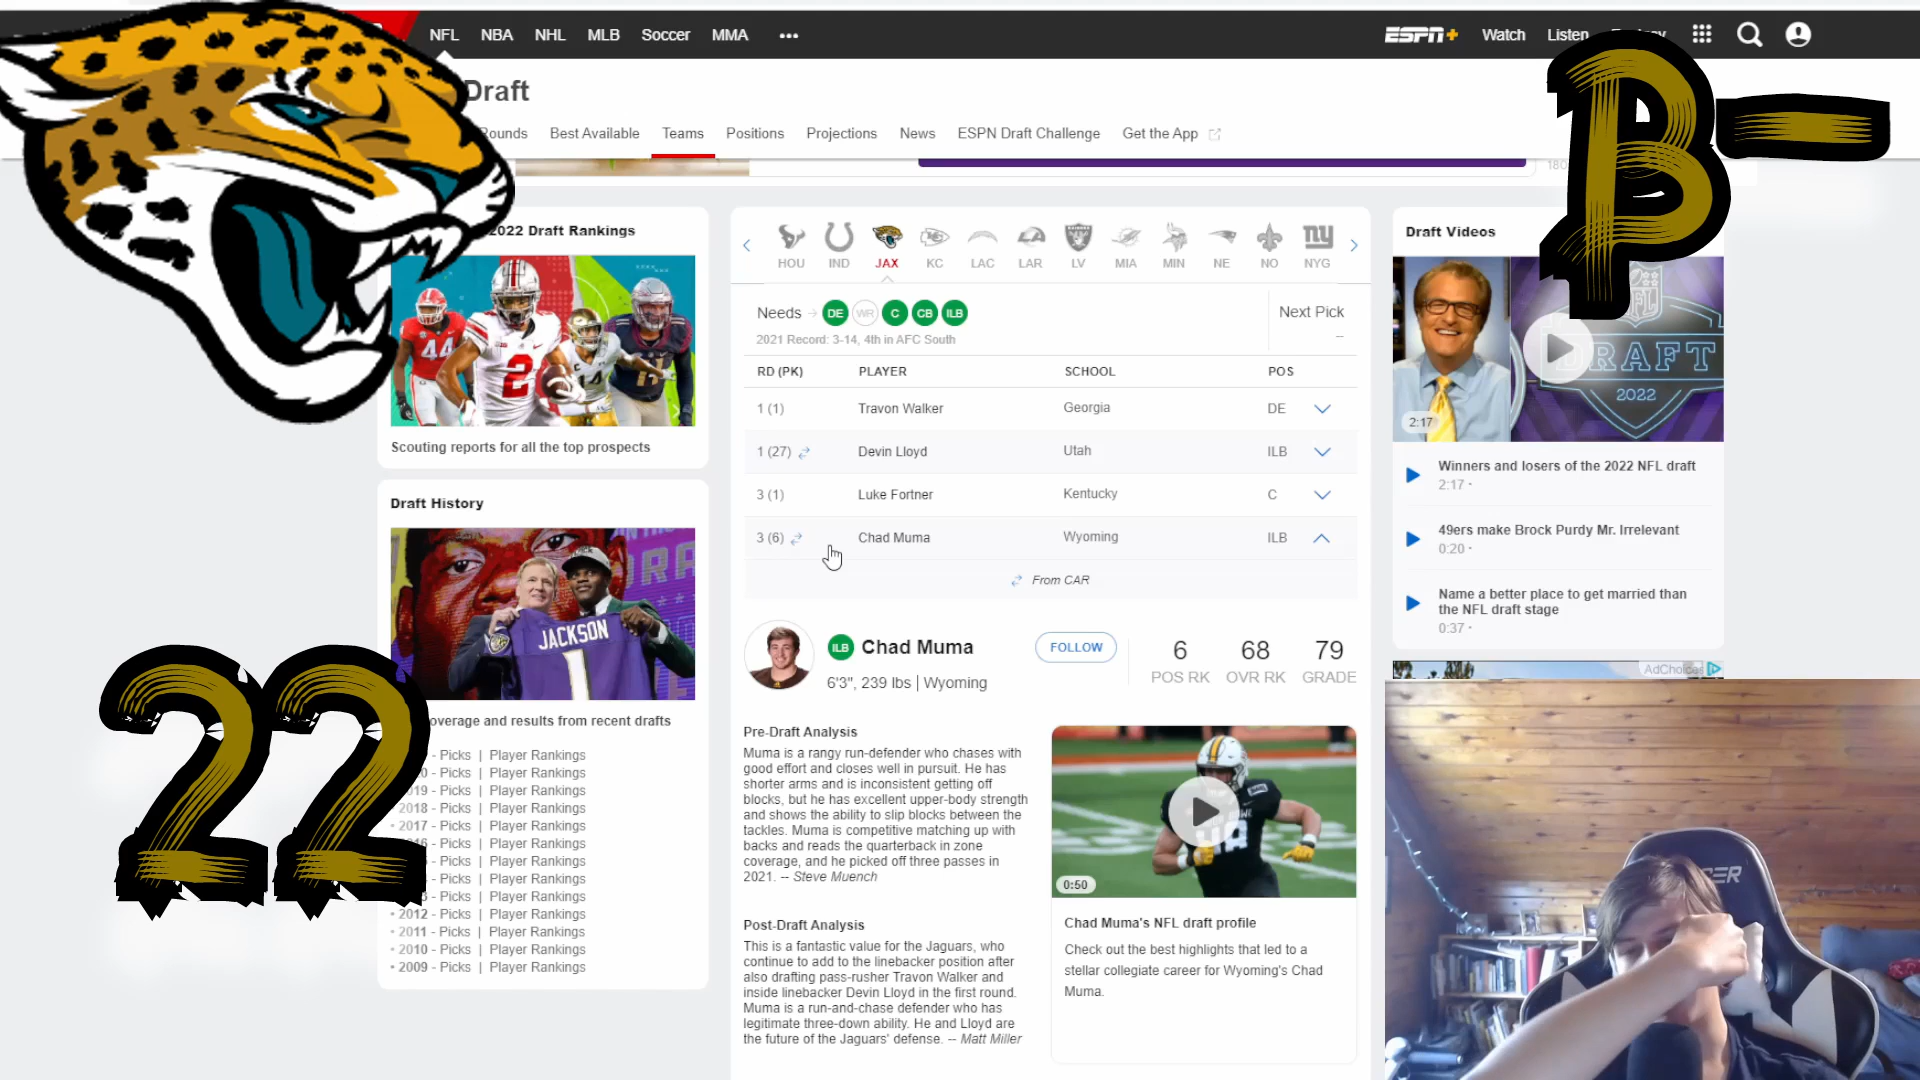 NFL NBA NHL MLB Soccer MMA •••
ESPN+ Watch Listen
Draft
Rounds Best Available Teams Positions Projections News ESPN Draft Challenge Get the App
B-
180
2022 Draft Rankings
Scouting reports for all the top prospects
Draft History
JACKSON
1
overage and results from recent drafts
- Picks | Player Rankings
0 - Picks | Player Rankings
2019 - Picks | Player Rankings
• 2018 - Picks | Player Rankings
• 2017 - Picks | Player Rankings
16 - Picks | Player Rankings
- Picks | Player Rankings
- Picks | Player Rankings
3 - Picks | Player Rankings
• 2012 - Picks | Player Rankings
• 2011 - Picks | Player Rankings
• 2010 - Picks | Player Rankings
• 2009 - Picks | Player Rankings
22
HOU IND JAX KC LAC LAR LV MIA MIN NE NO NYG
Needs DE WR C CB ILB
2021 Record: 3-14, 4th in AFC South
Next Pick
--
RD (PK) PLAYER SCHOOL POS
1 (1) Travon Walker Georgia DE
1 (27) Devin Lloyd Utah ILB
3 (1) Luke Fortner Kentucky C
3 (6) Chad Muma Wyoming ILB
From CAR
ILB Chad Muma
6'3", 239 lbs | Wyoming
FOLLOW
6 68 79
POS RK OVR RK GRADE
Pre-Draft Analysis
Muma is a rangy run-defender who chases with
good effort and closes well in pursuit. He has
shorter arms and is inconsistent getting off
blocks, but he has excellent upper-body strength
and shows the ability to slip blocks between the
tackles. Muma is competitive matching up with
backs and reads the quarterback in zone
coverage, and he picked off three passes in
2021. -- Steve Muench
Post-Draft Analysis
This is a fantastic value for the Jaguars, who
continue to add to the linebacker position after
also drafting pass-rusher Travon Walker and
inside linebacker Devin Lloyd in the first round.
Muma is a run-and-chase defender who has
legitimate three-down ability. He and Lloyd are
the future of the Jaguars' defense. -- Matt Miller
0:50
Chad Muma's NFL draft profile
Check out the best highlights that led to a
stellar collegiate career for Wyoming's Chad
Muma.
Draft Videos
NFL
DRAFT
2022
2:17
Winners and losers of the 2022 NFL draft
2:17 •
49ers make Brock Purdy Mr. Irrelevant
0:20 •
Name a better place to get married than
the NFL draft stage
0:37 •
AdChoices